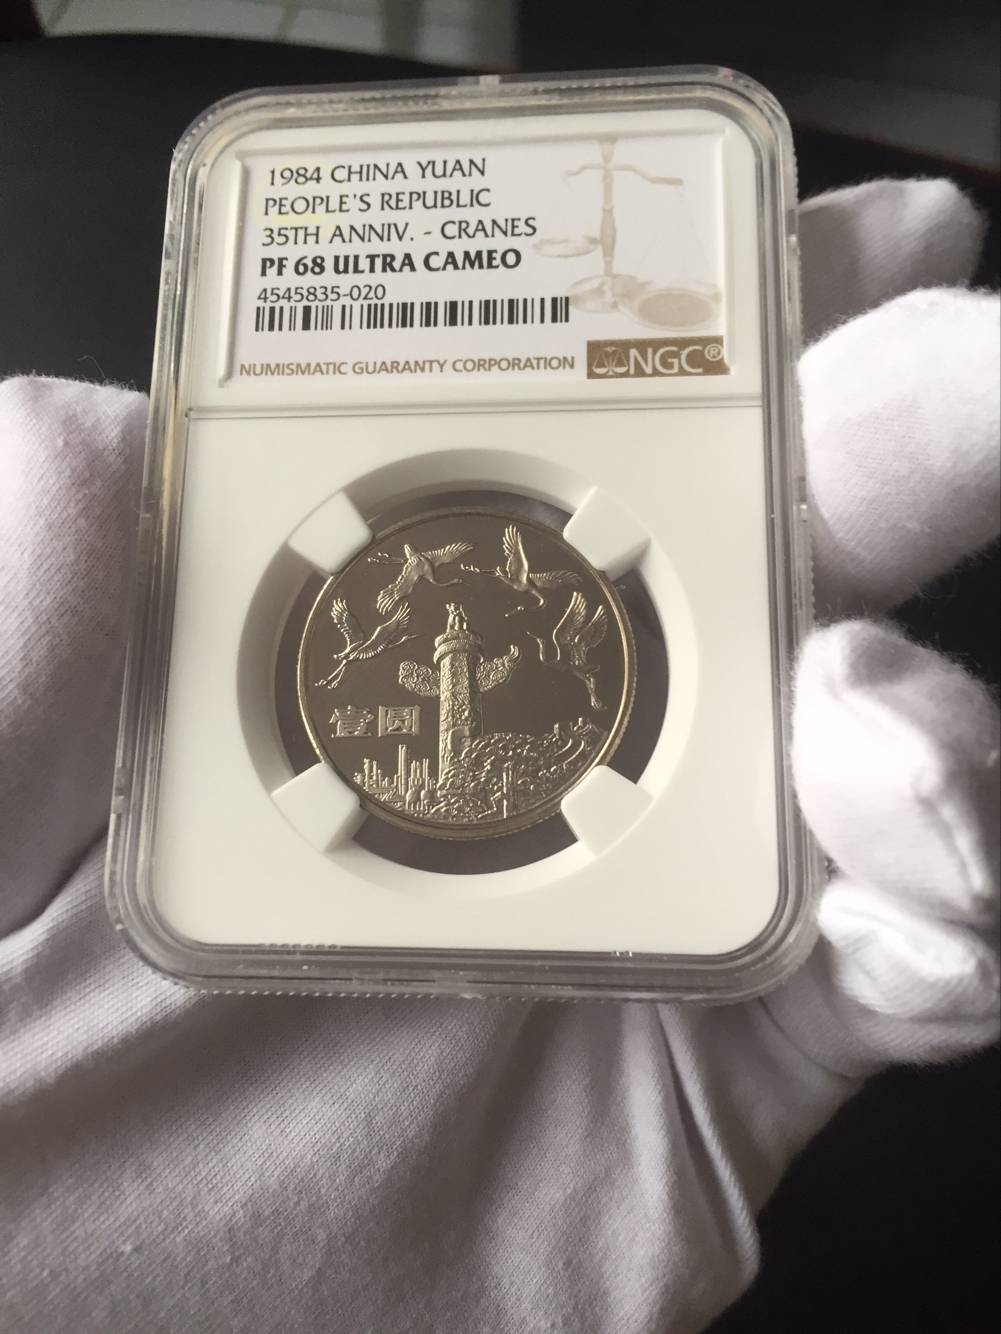 1984 CHINA YUAN
PEOPLE'S REPUBLIC
35TH ANNIV. - CRANES
PF 68 ULTRA CAMEO
4545835-020
NUMISMATIC GUARANTY CORPORATION NGC®
壹圆